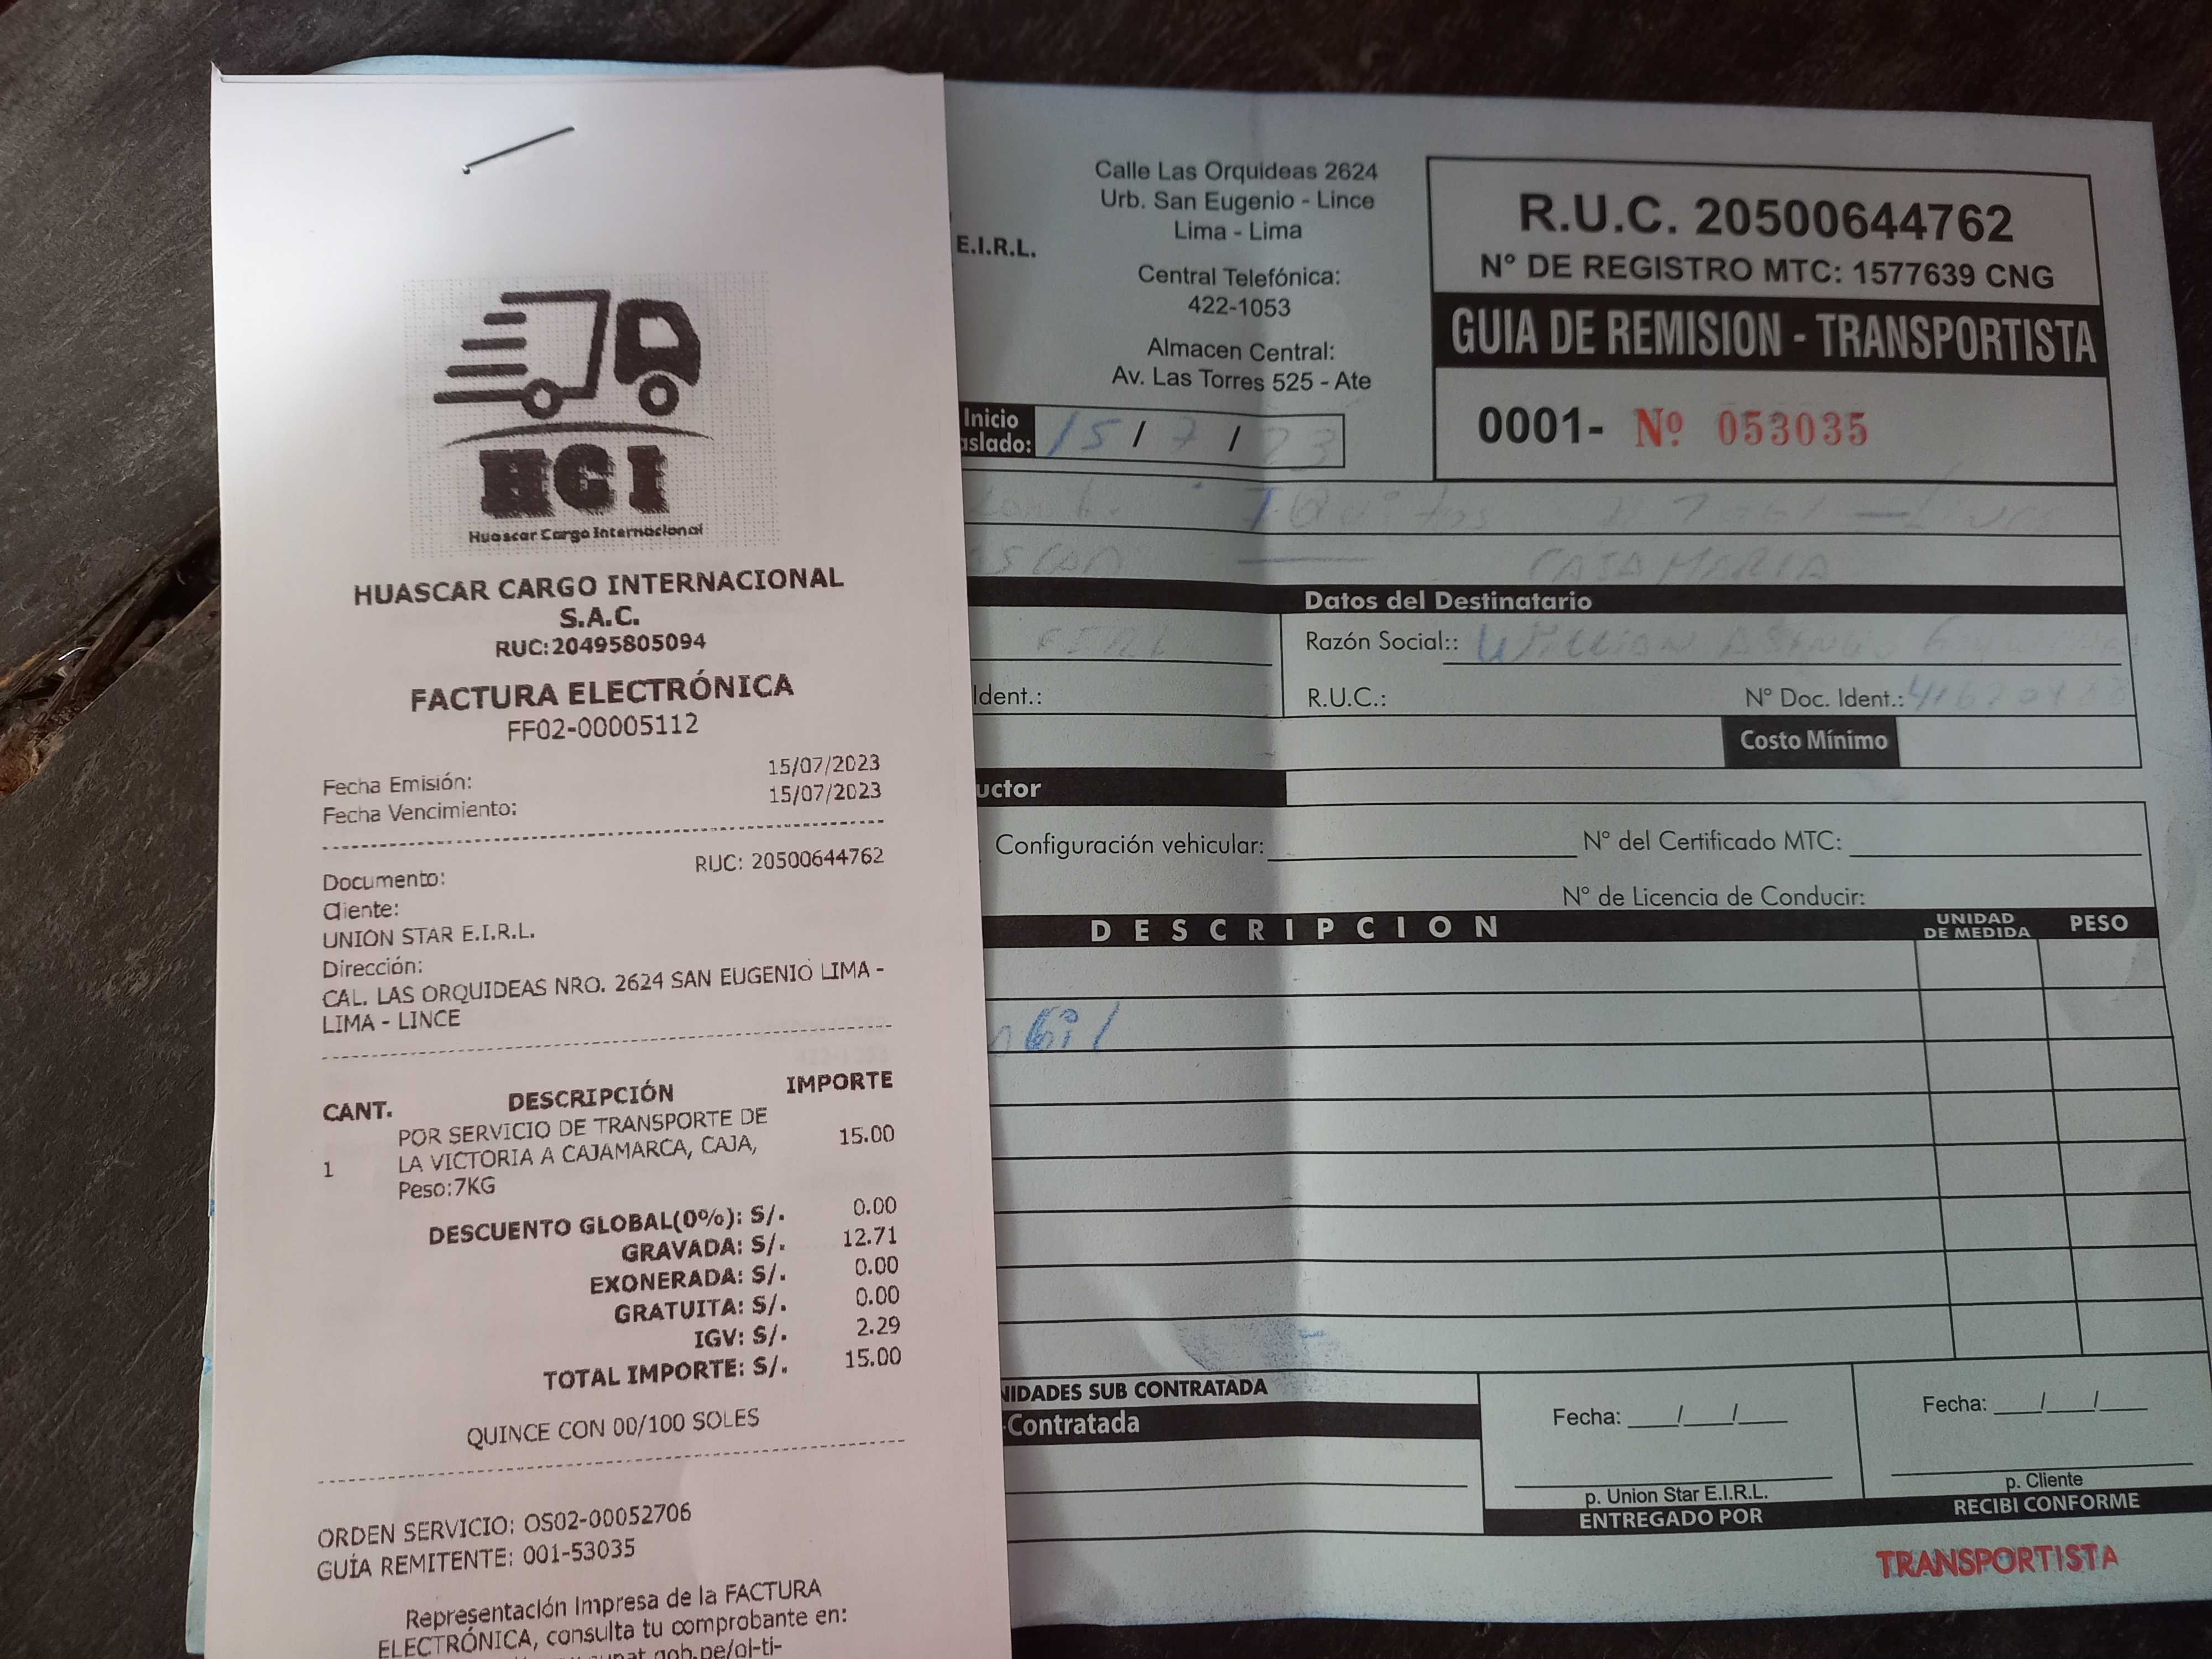 HCI
Huascar Cargo Internacional
HUASCAR CARGO INTERNACIONAL
S.A.C.
RUC:20495805094
FACTURA ELECTRÓNICA
FF02-00005112
Fecha Emisión: 15/07/2023
Fecha Vencimiento: 15/07/2023
Documento: RUC: 20500644762
Cliente:
UNION STAR E.I.R.L.
Dirección:
CAL. LAS ORQUIDEAS NRO. 2624 SAN EUGENIO LIMA -
LIMA - LINCE
CANT. DESCRIPCIÓN IMPORTE
POR SERVICIO DE TRANSPORTE DE
1 LA VICTORIA A CAJAMARCA, CAJA, 15.00
Peso:7KG
DESCUENTO GLOBAL(0%): S/. 0.00
GRAVADA: S/. 12.71
EXONERADA: S/. 0.00
GRATUITA: S/. 0.00
IGV: S/. 2.29
TOTAL IMPORTE: S/. 15.00
QUINCE CON 00/100 SOLES
ORDEN SERVICIO: OS02-00052706
GUÍA REMITENTE: 001-53035
Representación Impresa de la FACTURA
ELECTRÓNICA, consulta tu comprobante en:
E.I.R.L.
Calle Las Orquideas 2624
Urb. San Eugenio - Lince
Lima - Lima
Central Telefónica:
422-1053
Almacen Central:
Av. Las Torres 525 - Ate
R.U.C. 20500644762
N° DE REGISTRO MTC: 1577639 CNG
GUIA DE REMISION - TRANSPORTISTA
0001- Nº 053035
Inicio
aslado: 15 / 7 / 23
Datos del Destinatario
Razón Social:: WILLIAN
Ident.:
R.U.C.: N° Doc. Ident.:
Costo Mínimo
uctor
Configuración vehicular: N° del Certificado MTC:
N° de Licencia de Conducir:
DESCRIPCION UNIDAD DE MEDIDA PESO
NIDADES SUB CONTRATADA
-Contratada
Fecha: __/__/__ Fecha: __/__/__
p. Union Star E.I.R.L. p. Cliente
ENTREGADO POR RECIBI CONFORME
TRANSPORTISTA